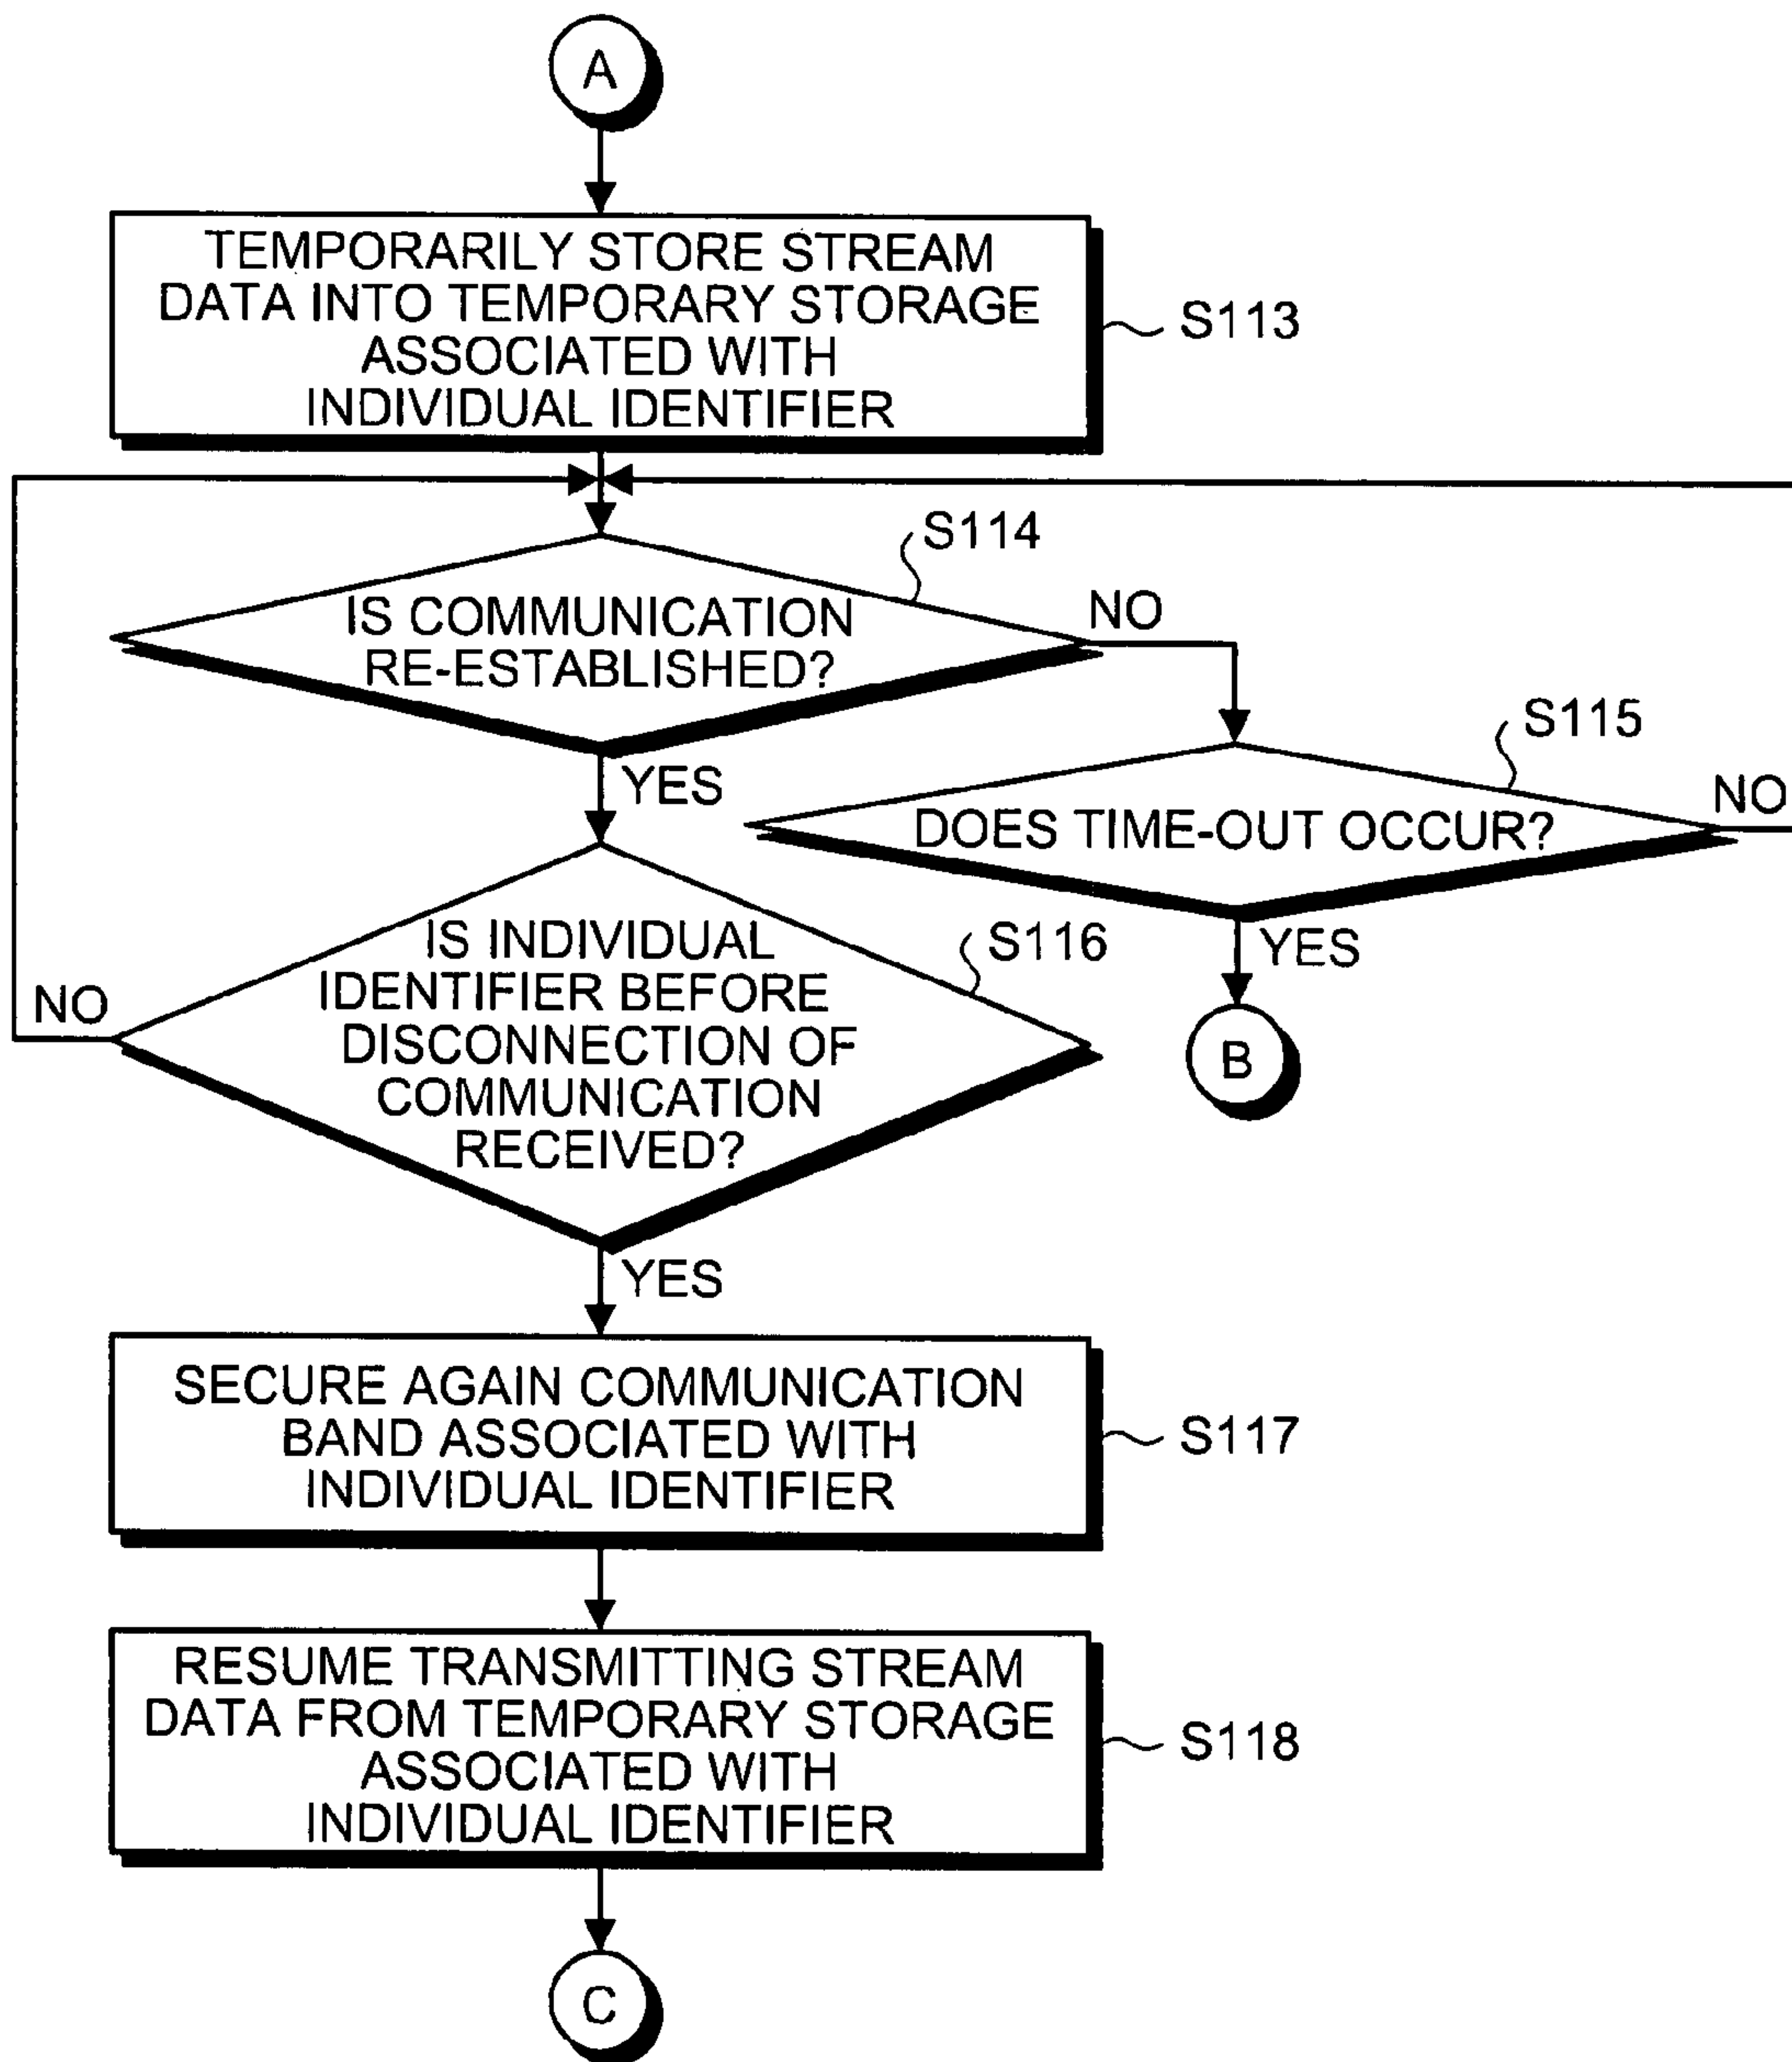 A
TEMPORARILY STORE STREAM
DATA INTO TEMPORARY STORAGE
ASSOCIATED WITH
INDIVIDUAL IDENTIFIER
S113
S114
IS COMMUNICATION
RE-ESTABLISHED?
NO
YES
S115
DOES TIME-OUT OCCUR?
NO
YES
B
IS INDIVIDUAL
IDENTIFIER BEFORE
DISCONNECTION OF
COMMUNICATION
RECEIVED?
S116
NO
YES
SECURE AGAIN COMMUNICATION
BAND ASSOCIATED WITH
INDIVIDUAL IDENTIFIER
S117
RESUME TRANSMITTING STREAM
DATA FROM TEMPORARY STORAGE
ASSOCIATED WITH
INDIVIDUAL IDENTIFIER
S118
C